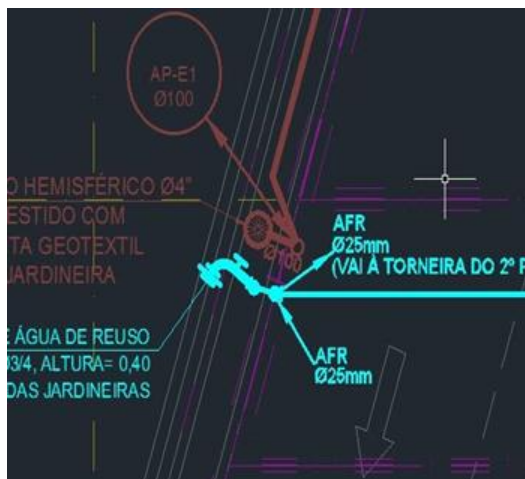 AP-E1
Ø100
O HEMISFÉRICO Ø4"
ESTIDO COM
TA GEOTEXTIL
JARDINEIRA
Ø100
AFR
Ø25mm
(VAI À TORNEIRA DO 2º P
E ÁGUA DE REUSO
Ø3/4, ALTURA= 0,40
DAS JARDINEIRAS
AFR
Ø25mm